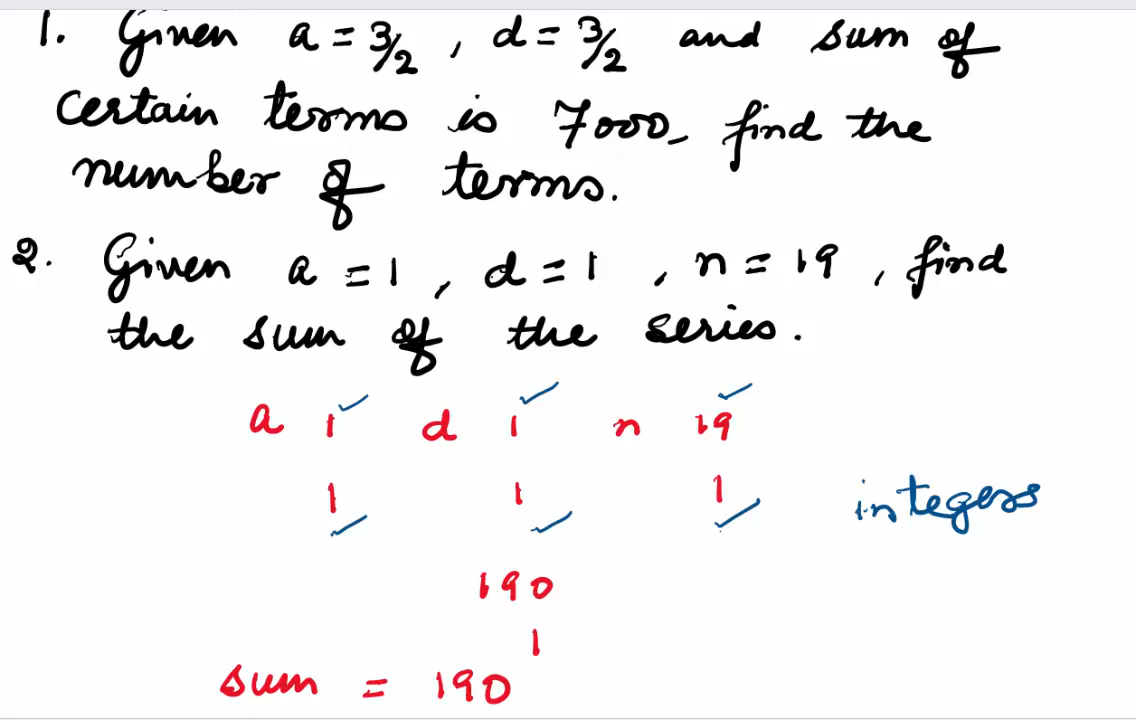 1. Given a = 3/2 , d = 3/2 and sum of
certain terms is 7000, find the
number of terms.
2. Given a = 1 , d = 1 , n = 19 , find
the sum of the series.
a 1 d 1 n 19
1 1 1 integers
190
1
sum = 190